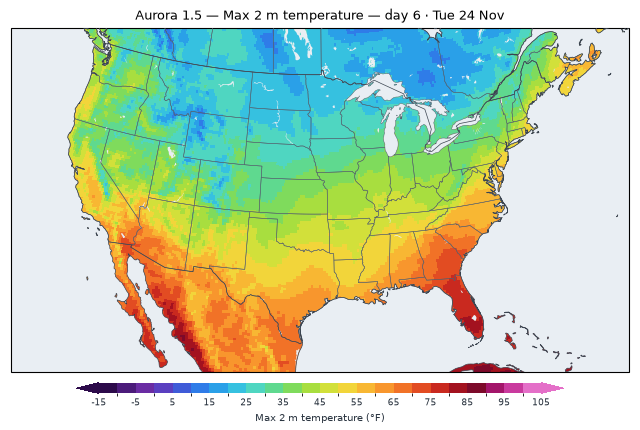 Aurora 1.5 — Max 2 m temperature — day 6 · Tue 24 Nov
-15 -5 5 15 25 35 45 55 65 75 85 95 105
Max 2 m temperature (°F)